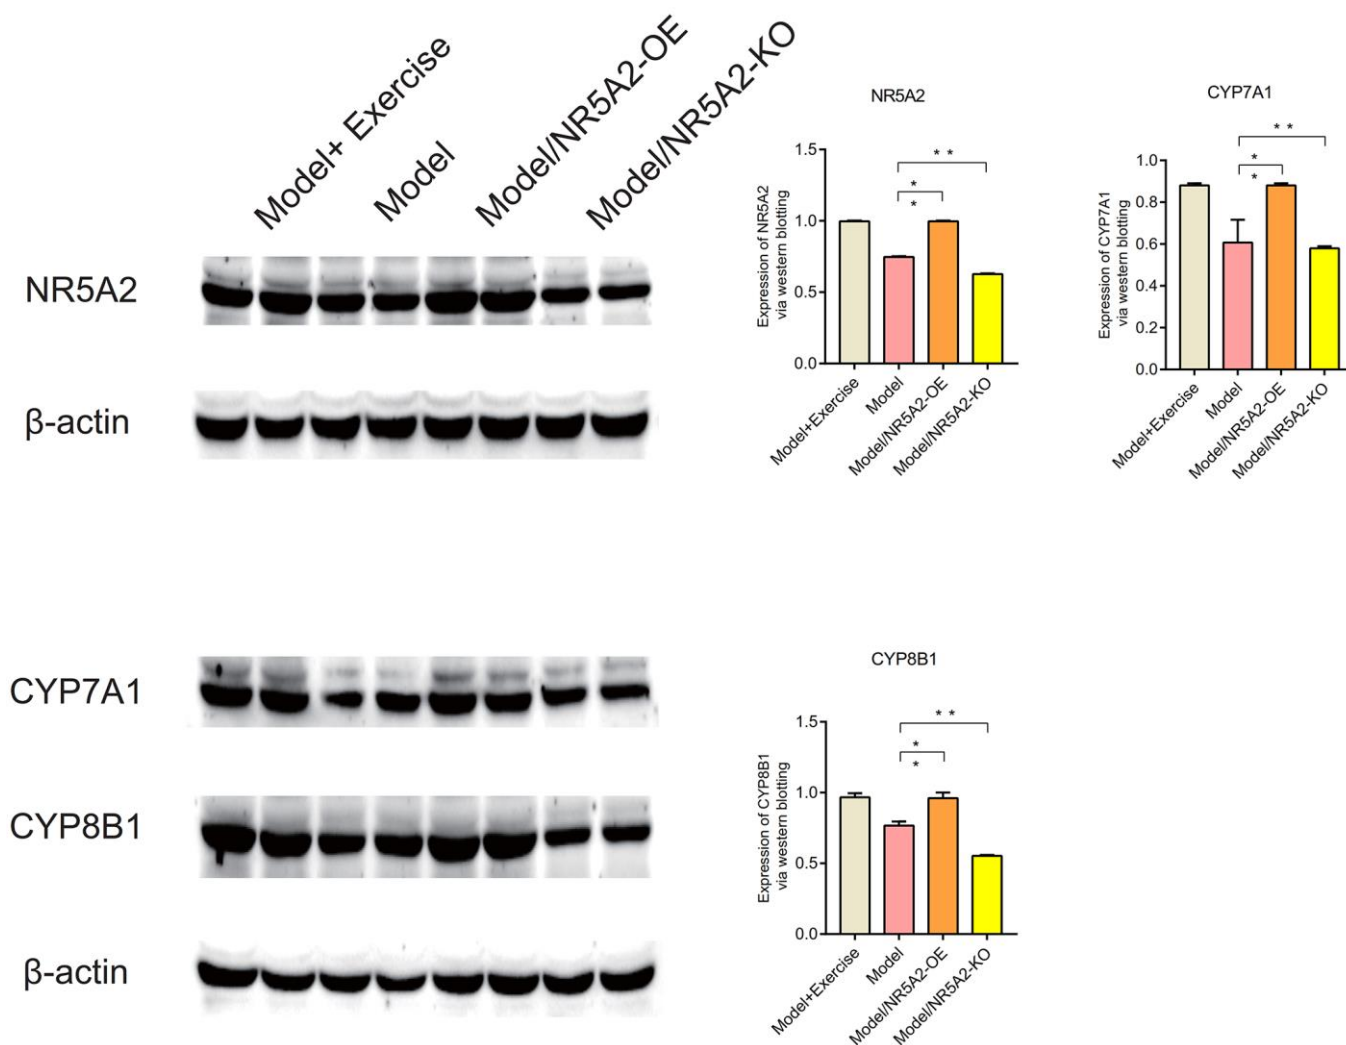 Model+ Exercise
Model
Model/NR5A2-OE
Model/NR5A2-KO
NR5A2
β-actin
CYP7A1
CYP8B1
β-actin
NR5A2
Expression of NR5A2
via western blotting
1.5
1.0
0.5
0.0
* *
*
*
Model+Exercise
Model
Model/NR5A2-OE
Model/NR5A2-KO
CYP7A1
Expression of CYP7A1
via western blotting
1.0
0.8
0.6
0.4
0.2
0.0
* *
*
*
Model+Exercise
Model
Model/NR5A2-OE
Model/NR5A2-KO
CYP8B1
Expression of CYP8B1
via western blotting
1.5
1.0
0.5
0.0
* *
*
*
Model+Exercise
Model
Model/NR5A2-OE
Model/NR5A2-KO